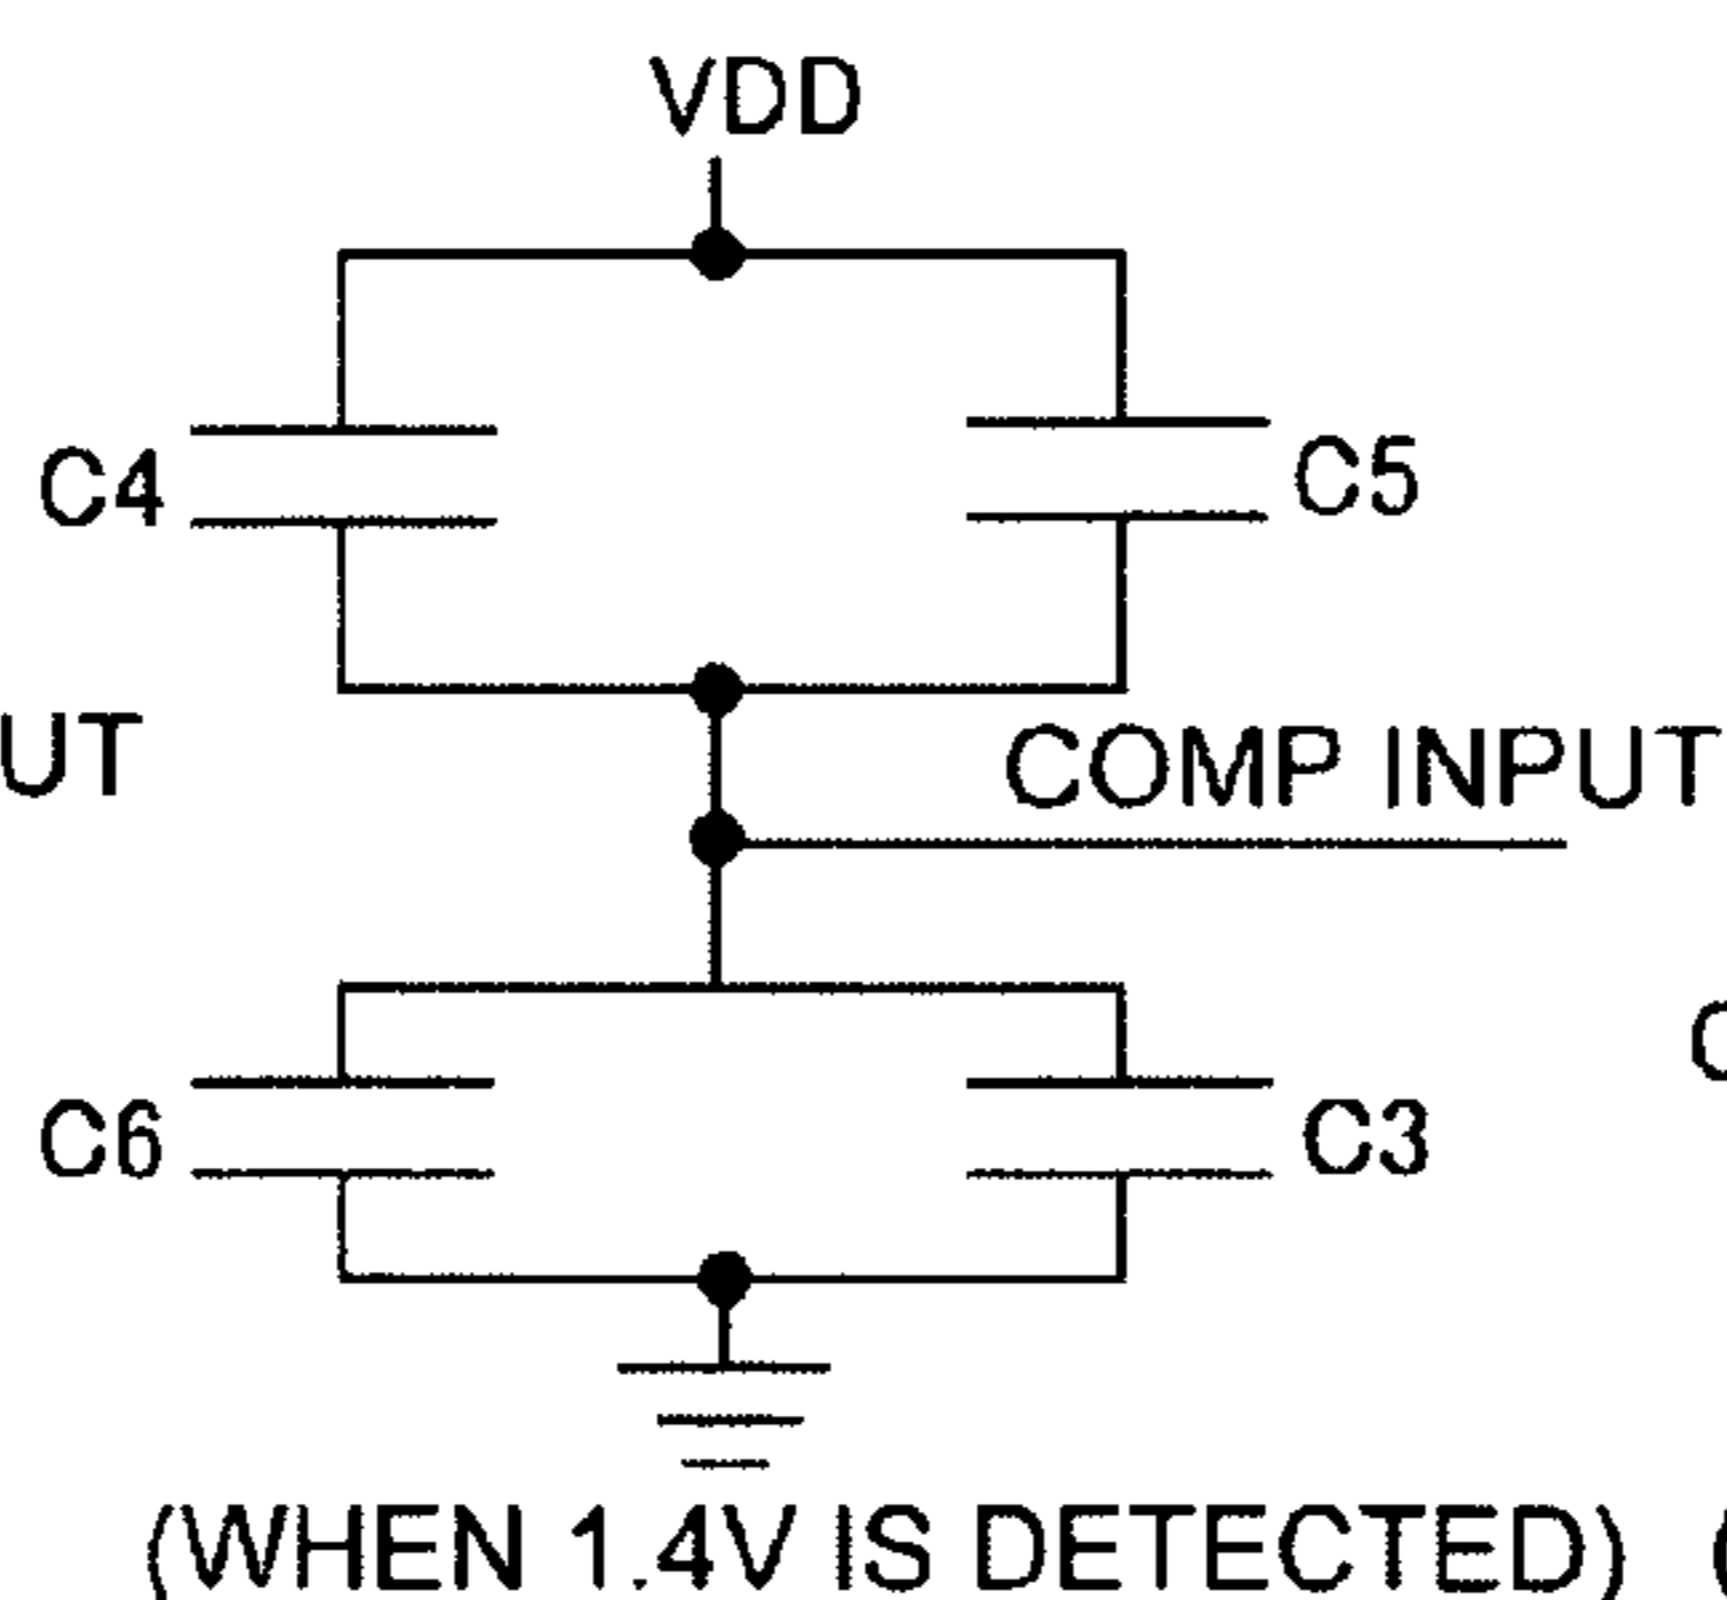 VDD
C4
C5
UT
COMP INPUT
C6
C3
(WHEN 1.4V IS DETECTED)